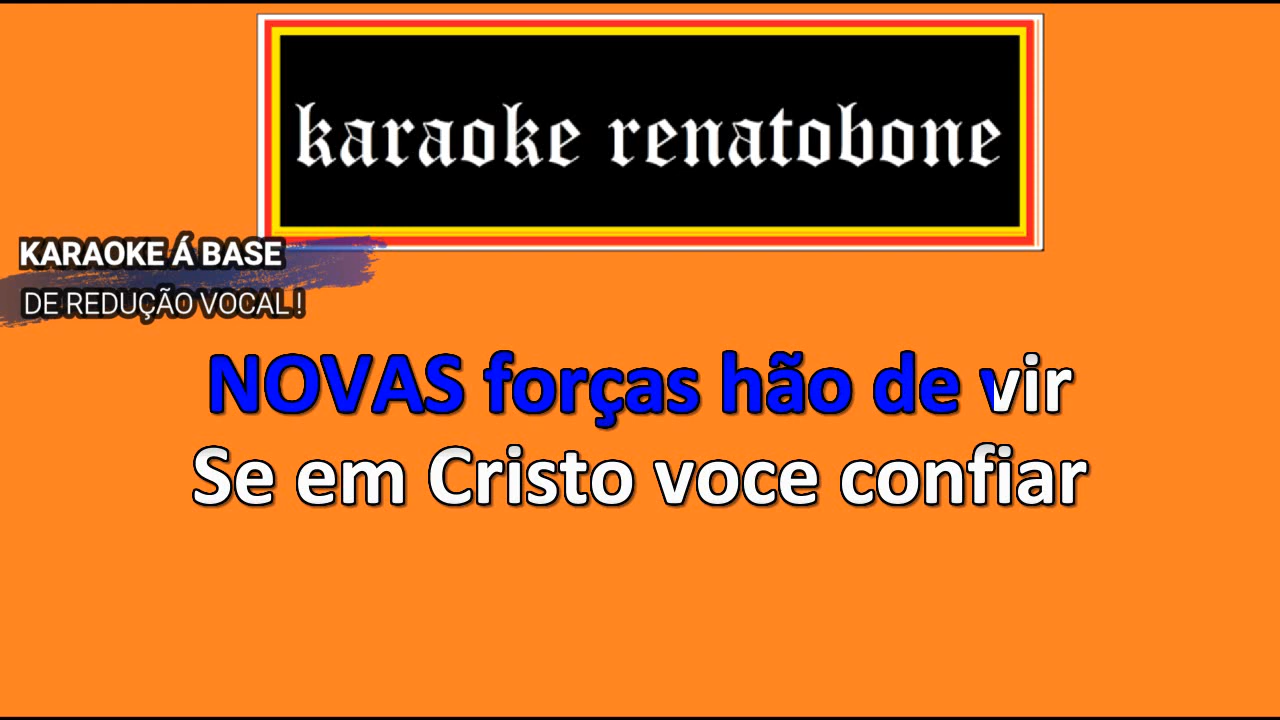 karaoke renatobone
KARAOKE Á BASE
DE REDUÇÃO VOCAL !
NOVAS forças hão de vir
Se em Cristo voce confiar